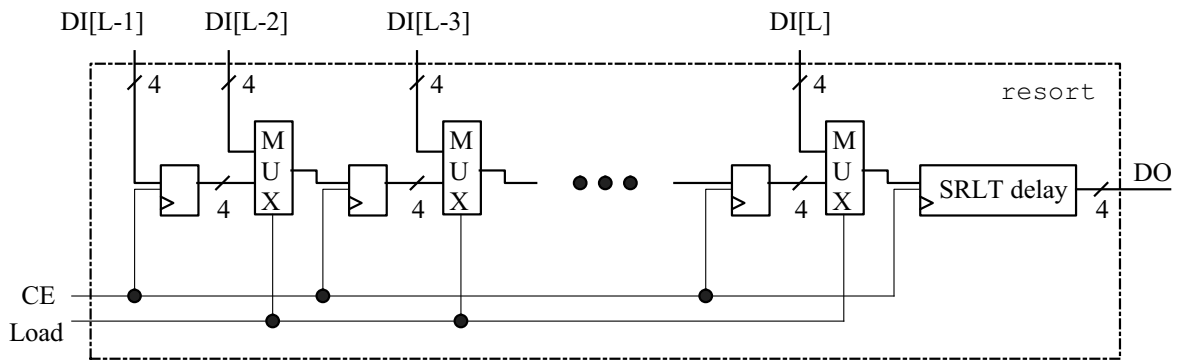 DI[L-1] DI[L-2] DI[L-3] DI[L]
4 4 4 4
resort
M U X
M U X
M U X
4 4 4
SRLT delay
DO
4
CE
Load